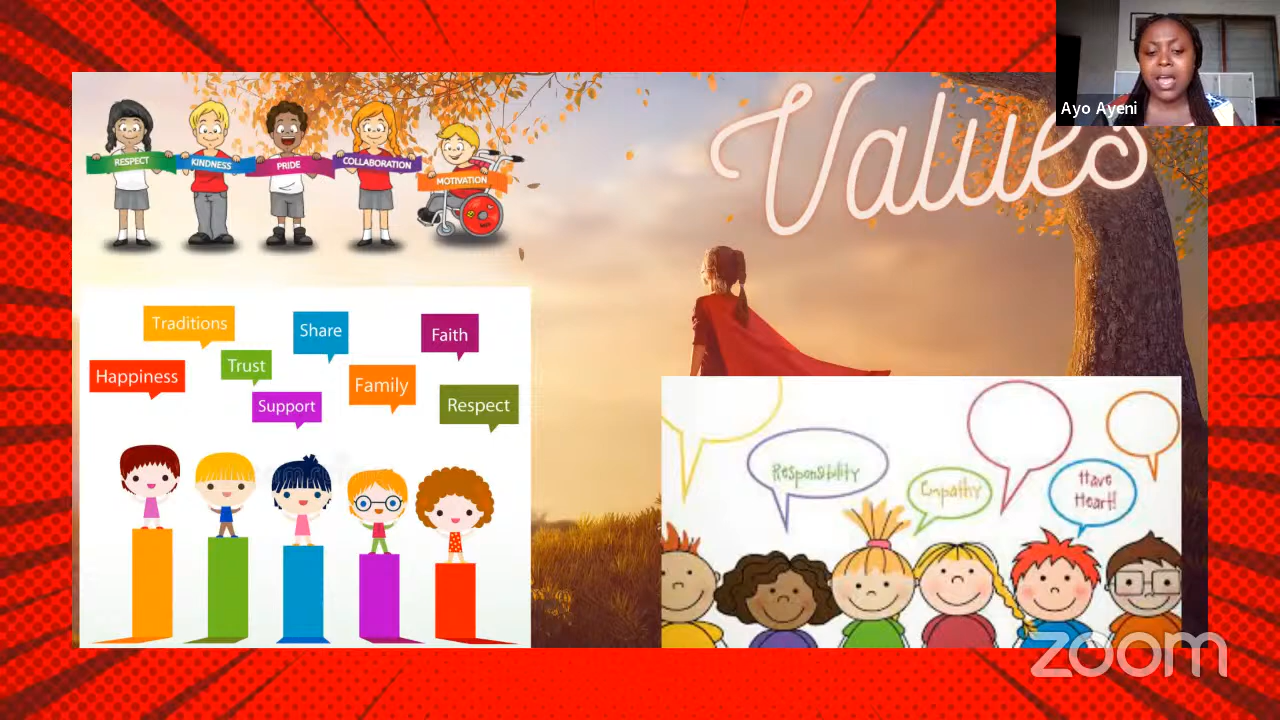 Values
Ayo Ayeni
RESPECT
KINDNESS
PRIDE
COLLABORATION
MOTIVATION
Traditions
Share
Faith
Happiness
Trust
Support
Family
Respect
Responsibility
Empathy
Have
Heart!
zoom